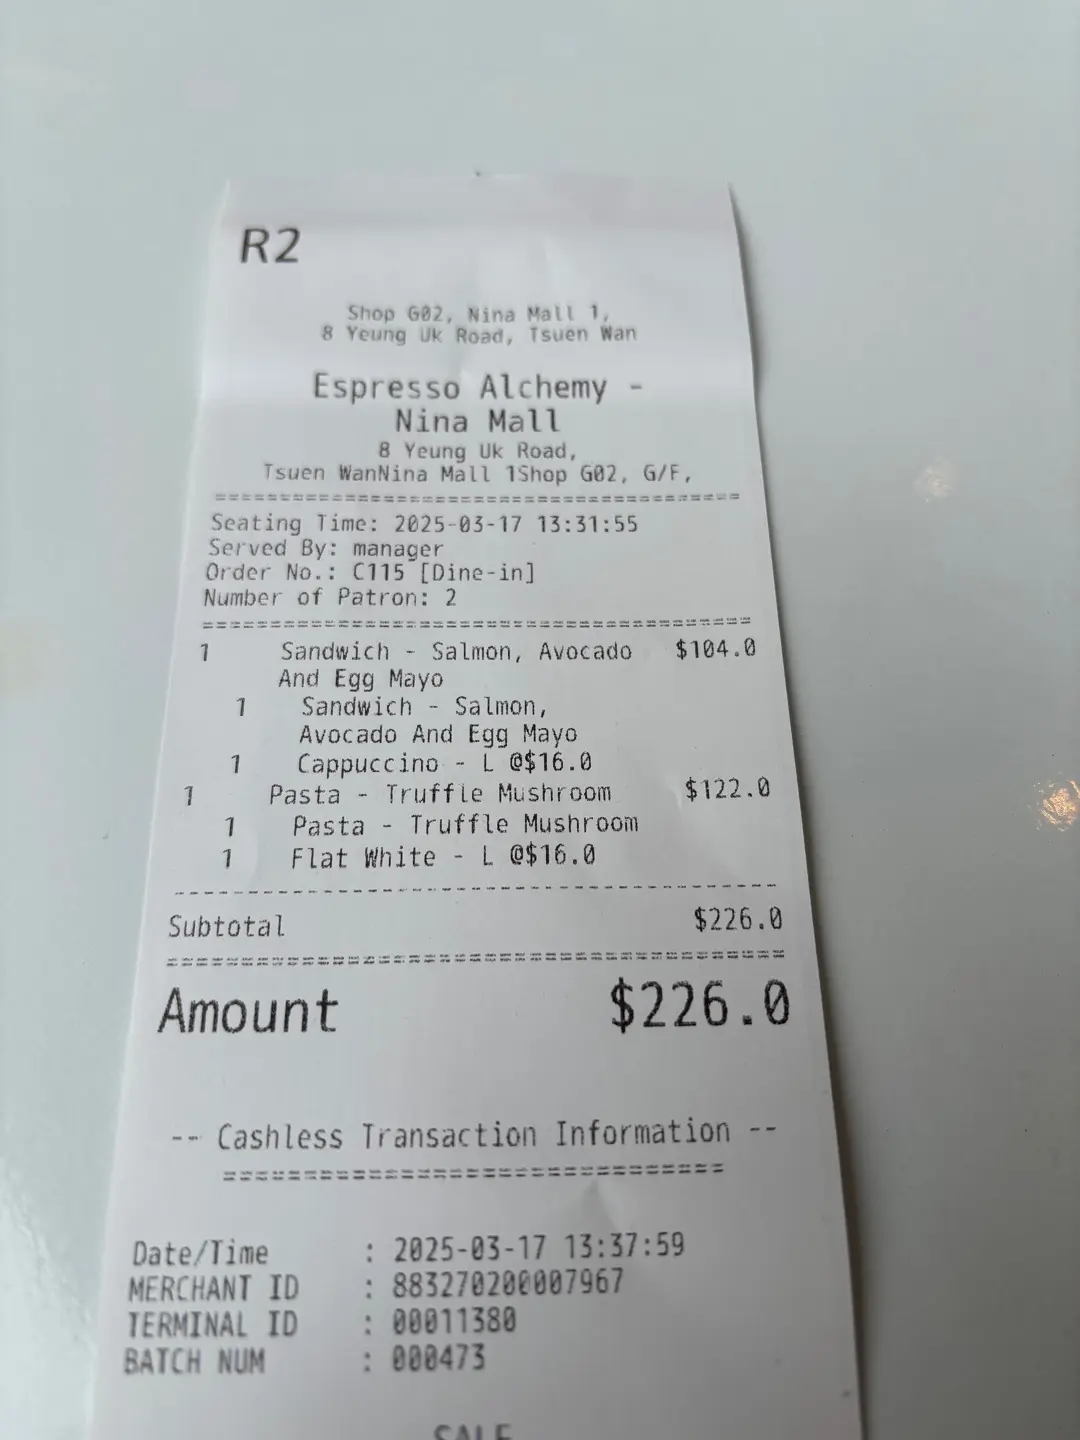 R2
Shop G02, Nina Mall 1,
8 Yeung Uk Road, Tsuen Wan
Espresso Alchemy -
Nina Mall
8 Yeung Uk Road,
Tsuen WanNina Mall 1Shop G02, G/F,
Seating Time: 2025-03-17 13:31:55
Served By: manager
Order No.: C115 [Dine-in]
Number of Patron: 2
1 Sandwich - Salmon, Avocado $104.0
And Egg Mayo
1 Sandwich - Salmon,
Avocado And Egg Mayo
1 Cappuccino - L @$16.0
1 Pasta - Truffle Mushroom $122.0
1 Pasta - Truffle Mushroom
1 Flat White - L @$16.0
Subtotal $226.0
Amount $226.0
-- Cashless Transaction Information --
Date/Time : 2025-03-17 13:37:59
MERCHANT ID : 883270200007967
TERMINAL ID : 00011380
BATCH NUM : 000473
SALE